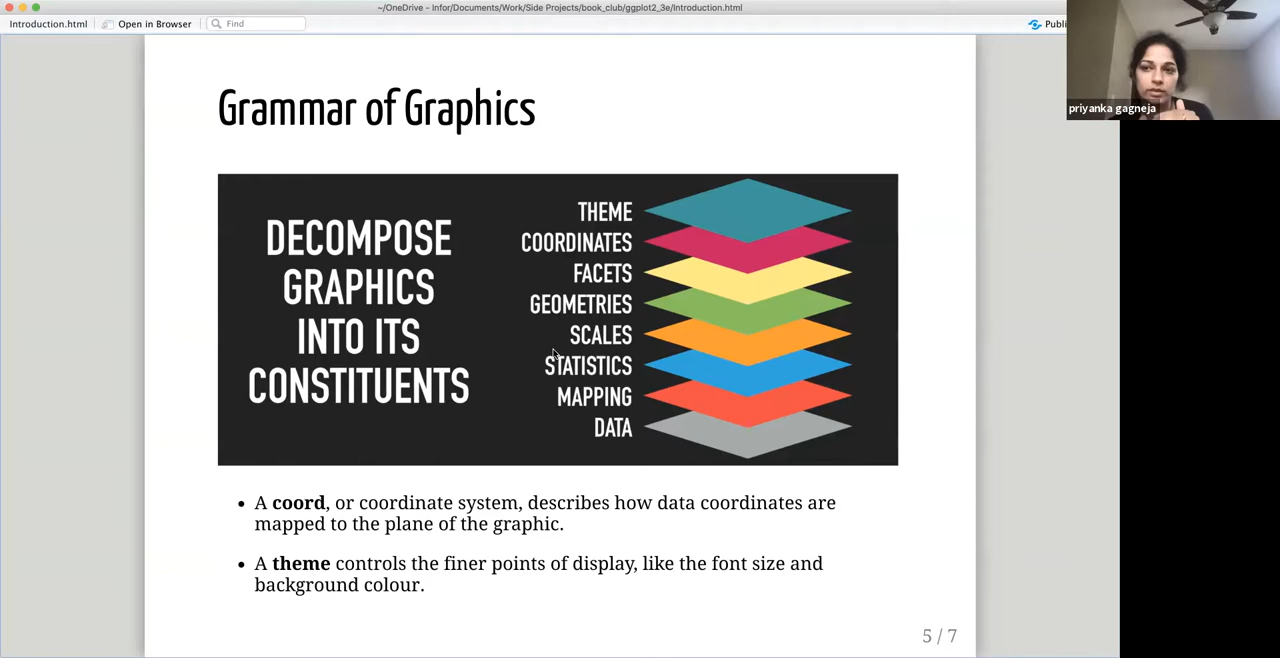 ~/OneDrive - Infor/Documents/Work/Side Projects/book_club/ggplot2_3e/Introduction.html
Introduction.html
Open in Browser
Find
priyanka gagneja
Grammar of Graphics
DECOMPOSE
GRAPHICS
INTO ITS
CONSTITUENTS
THEME
COORDINATES
FACETS
GEOMETRIES
SCALES
STATISTICS
MAPPING
DATA
• A coord, or coordinate system, describes how data coordinates are
mapped to the plane of the graphic.
• A theme controls the finer points of display, like the font size and
background colour.
5 / 7